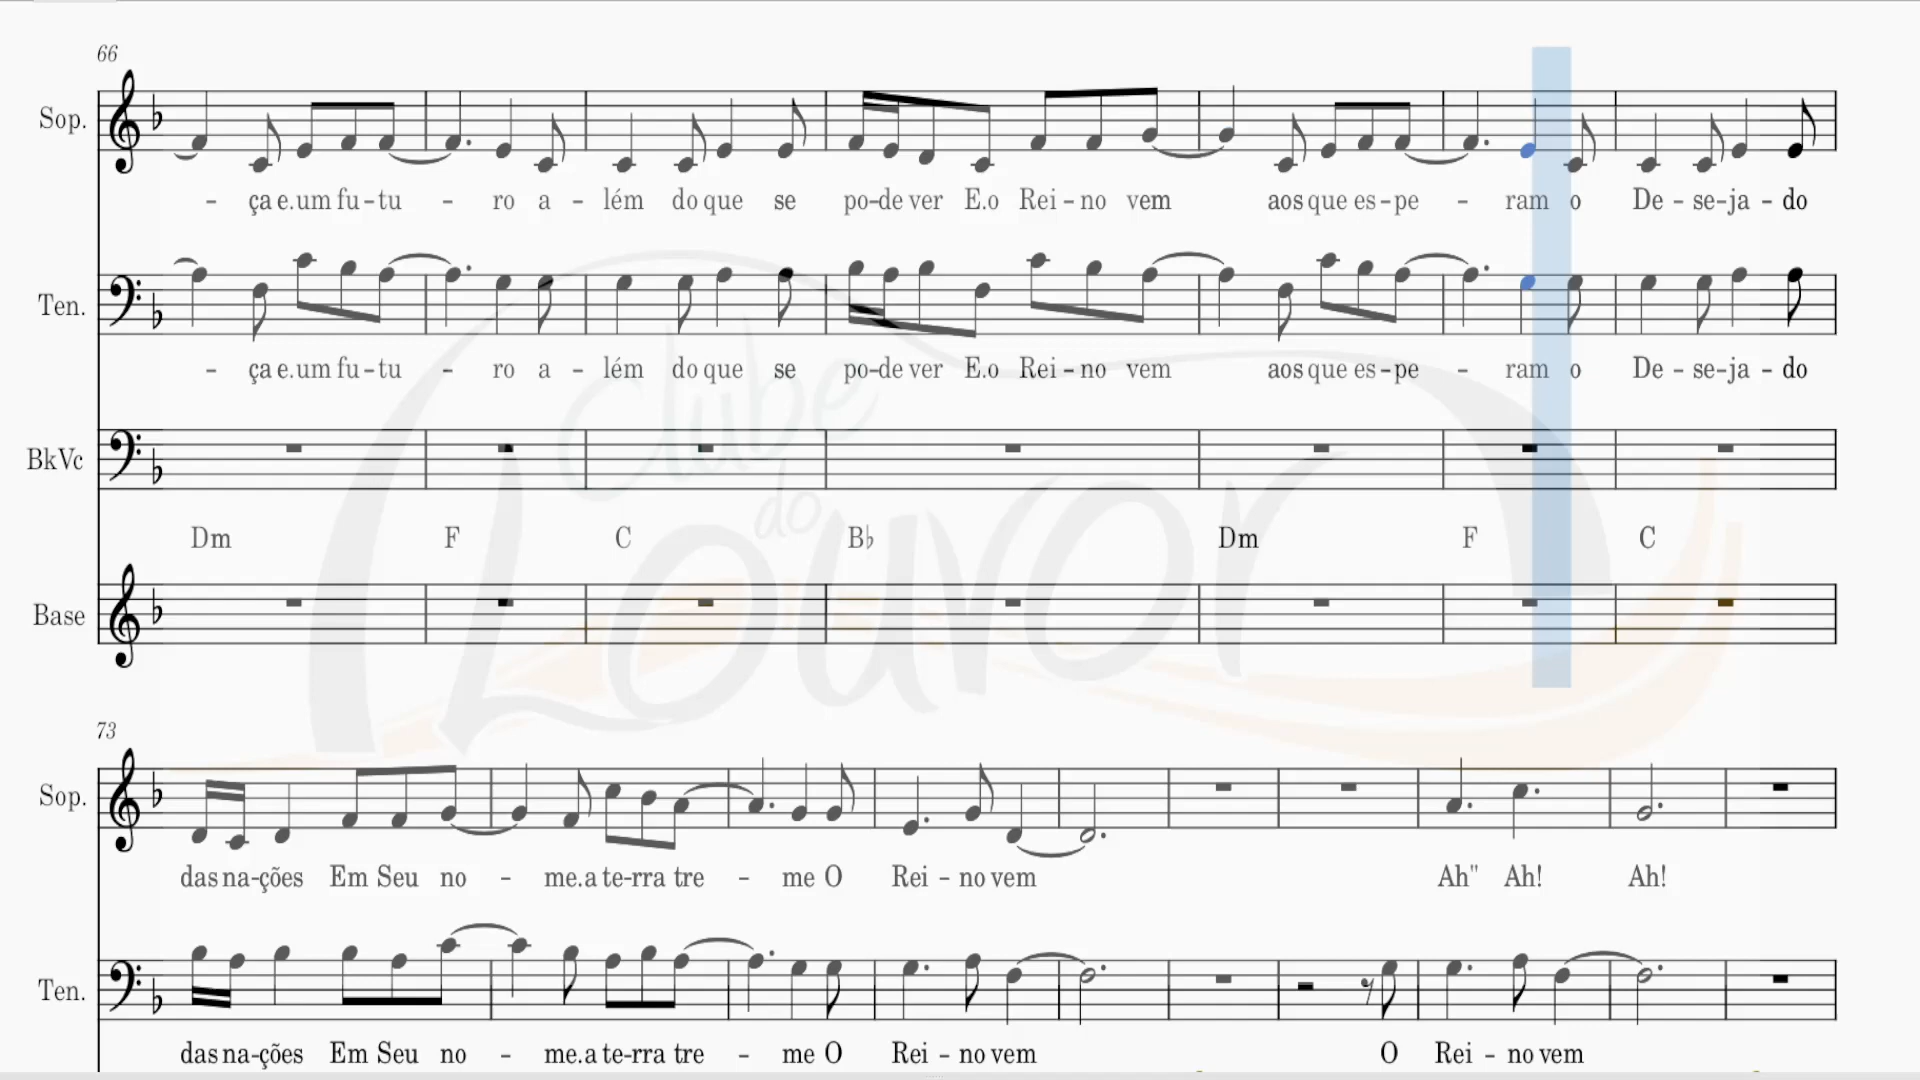 66
Sop.
- ça e.um fu-tu - ro a - lém do que se po-de ver E.o Rei - no vem aos que es-pe - ram o De - se-ja - do
Ten.
- ça e.um fu-tu - ro a - lém do que se po-de ver E.o Rei - no vem aos que es-pe - ram o De - se-ja - do
Clube
BkVc
do
Louvor
Dm F C B♭ Dm F C
Base
73
Sop.
das na-ções Em Seu no - me.a te-rra tre - me O Rei - no vem Ah" Ah! Ah!
Ten.
das na-ções Em Seu no - me.a te-rra tre - me O Rei - no vem O Rei - no vem